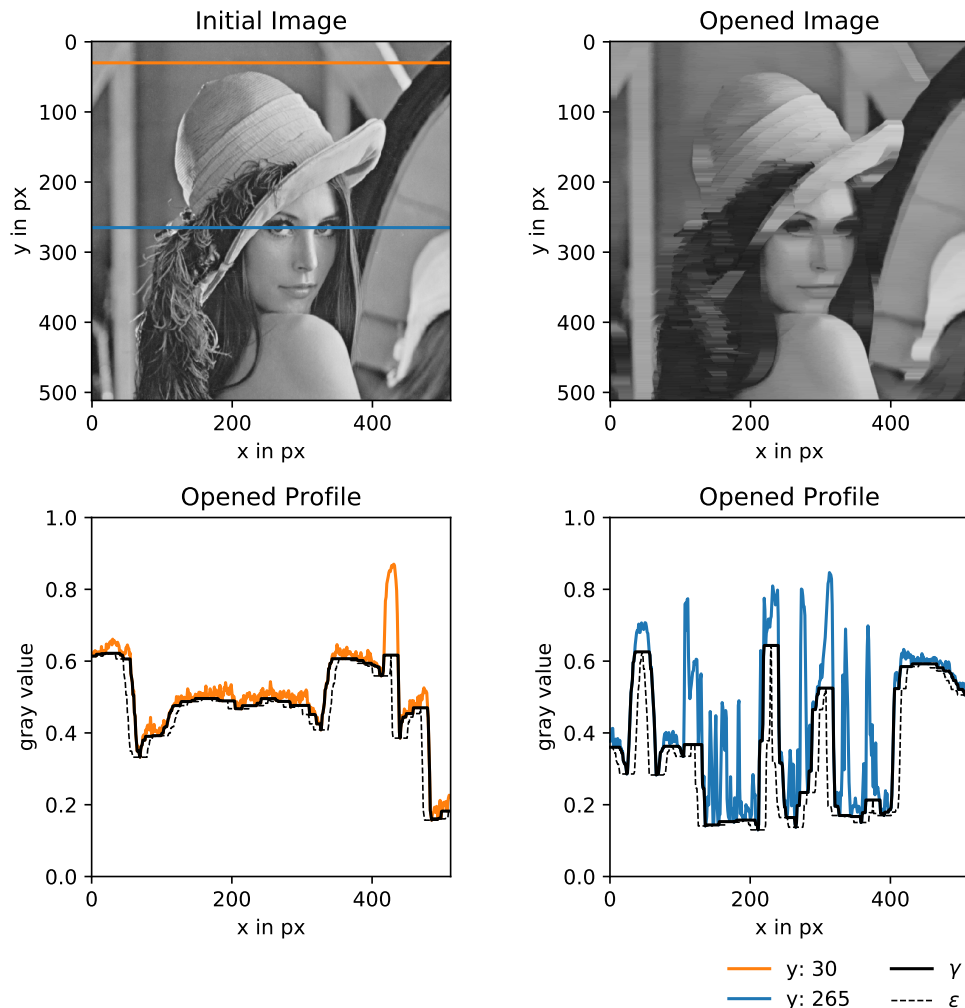 Initial Image
Opened Image
0
100
200
300
400
500
y in px
0
200
400
x in px
0
100
200
300
400
500
y in px
0
200
400
x in px
Opened Profile
Opened Profile
1.0
0.8
0.6
0.4
0.2
0.0
gray value
0
200
400
x in px
1.0
0.8
0.6
0.4
0.2
0.0
gray value
0
200
400
x in px
y: 30
y: 265
γ
ε